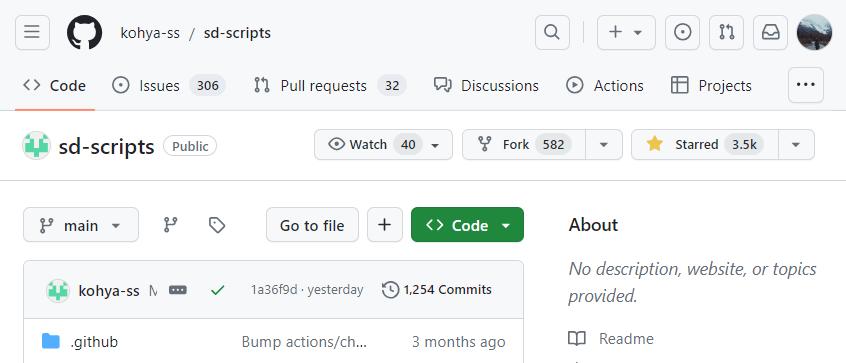 kohya-ss / sd-scripts
Code Issues 306 Pull requests 32 Discussions Actions Projects
sd-scripts Public Watch 40 Fork 582 Starred 3.5k
main Go to file Code
About
No description, website, or topics
provided.
kohya-ss 1a36f9d · yesterday 1,254 Commits
.github Bump actions/ch... 3 months ago
Readme